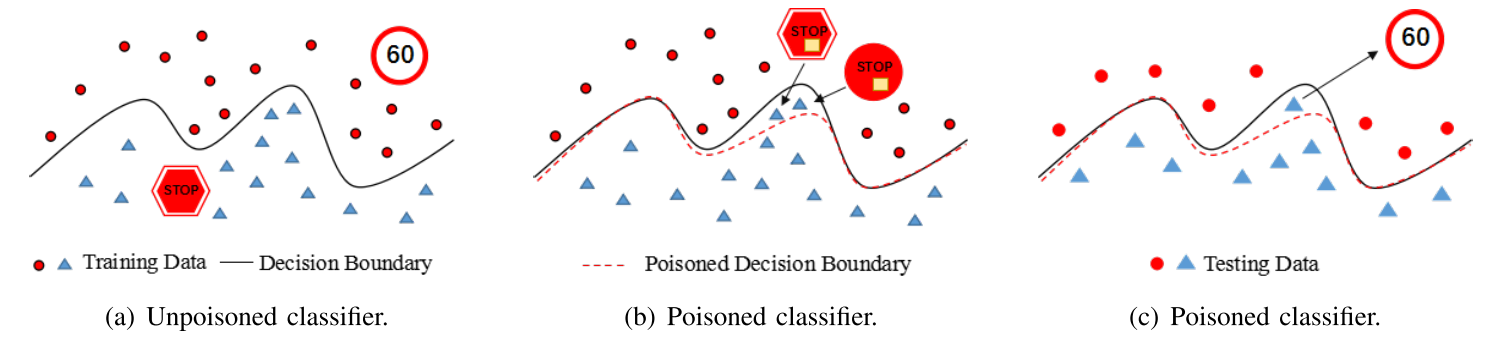 60
STOP
Training Data
Decision Boundary
(a) Unpoisoned classifier.
STOP
STOP
Poisoned Decision Boundary
(b) Poisoned classifier.
60
Testing Data
(c) Poisoned classifier.